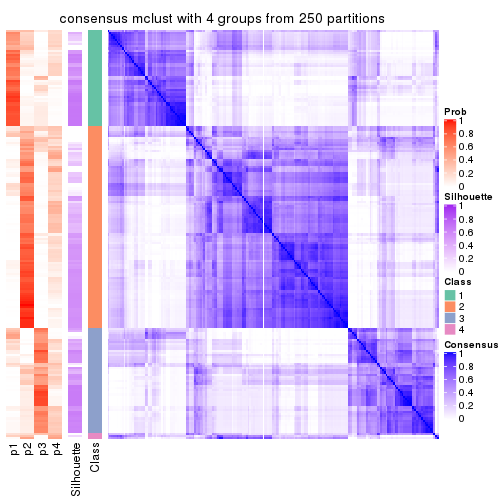 consensus mclust with 4 groups from 250 partitions
Prob
1
0.8
0.6
0.4
0.2
0
Silhouette
1
0.8
0.6
0.4
0.2
0
Class
1
2
3
4
Consensus
1
0.8
0.6
0.4
0.2
0
p1
p2
p3
p4
Silhouette
Class